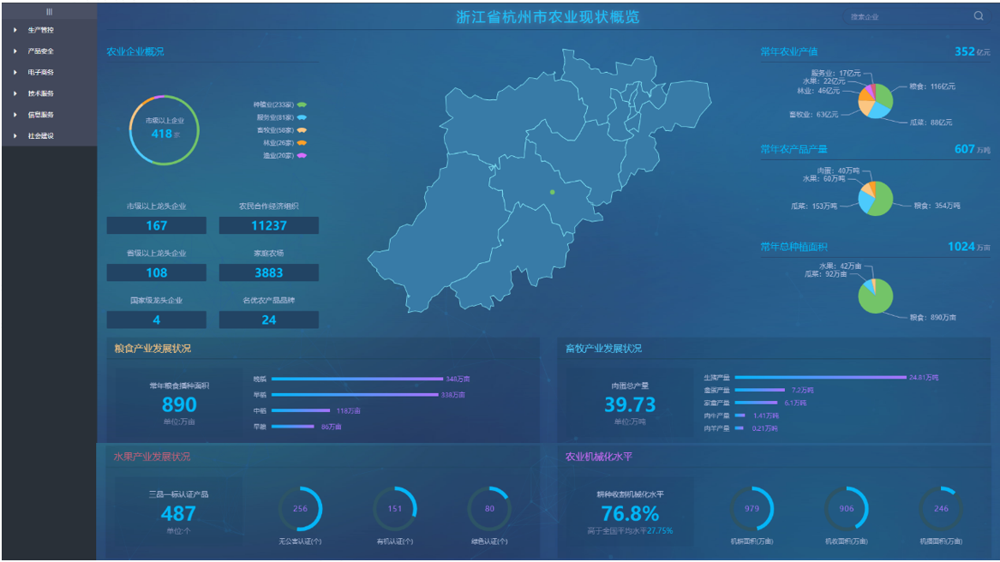 浙江省杭州市农业现状概览
搜索企业
生产管控
产品安全
电子商务
技术服务
信息服务
社会建设
农业企业概况
市级以上企业
418家
种植业(233家)
服务业(81家)
畜牧业(58家)
林业(26家)
渔业(20家)
市级以上龙头企业
167
农民合作经济组织
11237
省级以上龙头企业
108
家庭农场
3883
国家级龙头企业
4
名优农产品品牌
24
常年农业产值
352亿元
服务业：17亿元
水果：22亿元
林业：46亿元
畜牧业：63亿元
粮食：116亿元
瓜菜：88亿元
常年农产品产量
607万吨
肉蛋：40万吨
水果：60万吨
瓜菜：153万吨
粮食：354万吨
常年总种植面积
1024万亩
水果：42万亩
瓜菜：92万亩
粮食：890万亩
粮食产业发展状况
常年粮食播种面积
890
单位:万亩
晚稻 348万亩
早稻 338万亩
中稻 118万亩
旱粮 86万亩
畜牧产业发展状况
肉蛋总产量
39.73
单位:万吨
生猪产量 24.81万吨
禽蛋产量 7.2万吨
家禽产量 6.1万吨
肉牛产量 1.41万吨
肉羊产量 0.21万吨
水果产业发展状况
三品一标认证产品
487
单位:个
256
无公害认证(个)
151
有机认证(个)
80
绿色认证(个)
农业机械化水平
耕种收割机械化水平
76.8%
高于全国平均水平27.75%
979
机耕面积(万亩)
906
机收面积(万亩)
246